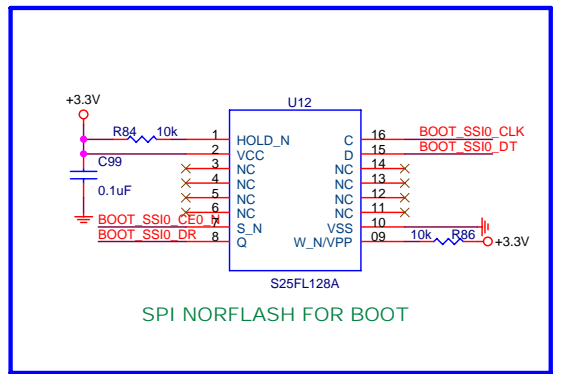 U12
+3.3V
R84 10k
1 HOLD_N C 16 BOOT_SSI0_CLK
2 VCC D 15 BOOT_SSI0_DT
C99
3 NC NC 14
4 NC NC 13
0.1uF
5 NC NC 12
6 NC NC 11
BOOT_SSI0_CE0_N 7 S_N VSS 10
BOOT_SSI0_DR 8 Q W_N/VPP 09 10k R86 +3.3V
S25FL128A
SPI NORFLASH FOR BOOT